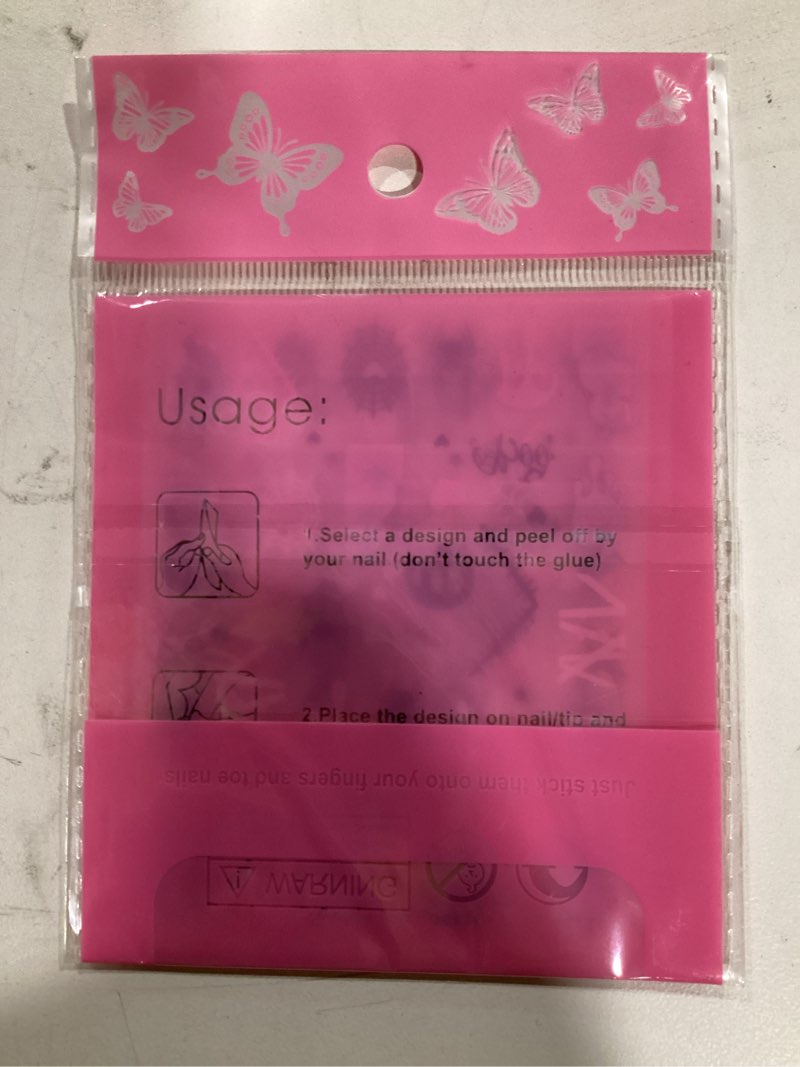 Usage:
1.Select a design and peel off by
your nail (don't touch the glue)
2.Place the design on nail/tip and
Just stick them onto your fingers and toe nails
WARNING